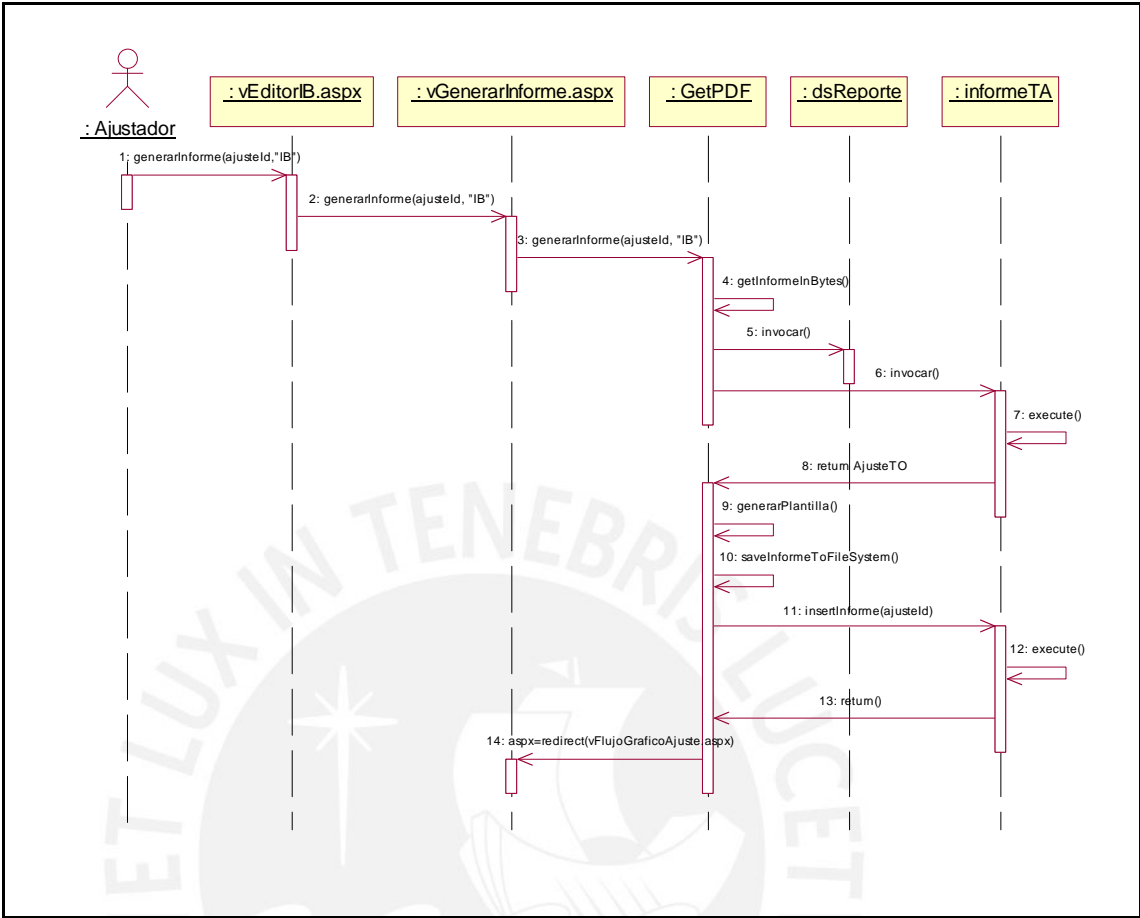 : Ajustador
: vEditorIB.aspx
: vGenerarInforme.aspx
: GetPDF
: dsReporte
: informeTA
1: generarInforme(ajusteId,"IB")
2: generarInforme(ajusteId, "IB")
3: generarInforme(ajusteId, "IB")
4: getInformeInBytes()
5: invocar()
6: invocar()
7: execute()
8: return AjusteTO
9: generarPlantilla()
10: saveInformeToFileSystem()
11: insertInforme(ajusteId)
12: execute()
13: return()
14: aspx=redirect(vFlujoGraficoAjuste.aspx)
ET LUX IN TENEBRIS LUCET